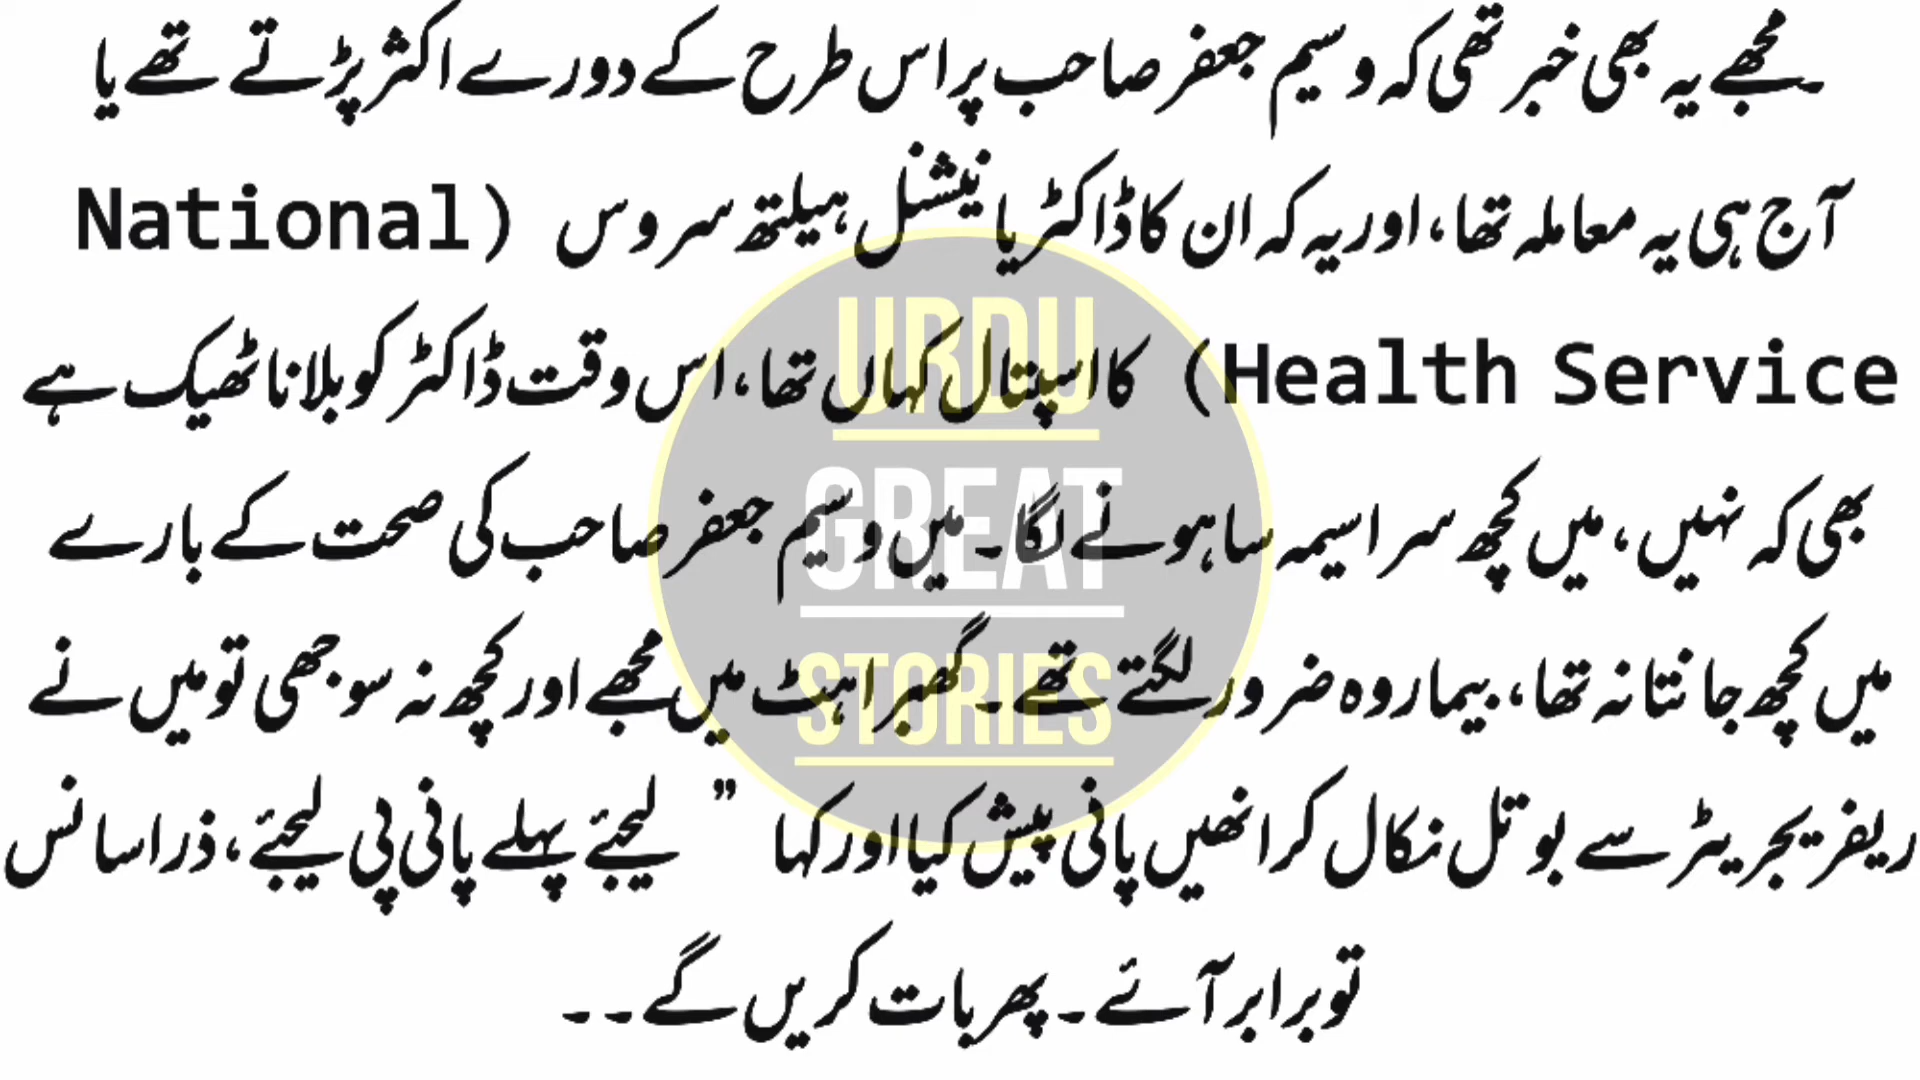 ۔مجھے یہ بھی خبر تھی کہ وسیم جعفر صاحب پر اس طرح کے دورے اکثر پڑتے تھے یا
آج ہی یہ معاملہ تھا، اور یہ کہ ان کا ڈاکٹر یا نیشنل ہیلتھ سروس (National
Health Service) کا اسپتال کہاں تھا، اس وقت ڈاکٹر کو بلانا ٹھیک ہے
بھی کہ نہیں، میں کچھ سراسیمہ سا ہونے لگا۔ میں وسیم جعفر صاحب کی صحت کے بارے
میں کچھ جانتا نہ تھا، بیمار وہ ضرور لگتے تھے۔ گھبراہٹ میں مجھے اور کچھ نہ سوجھی تو میں نے
ریفریجریٹر سے بوتل نکال کر انھیں پانی پیش کیا اور کہا ” لیجئے پہلے پانی پی لیجئے، ذرا سانس
تو برابر آئے۔ پھر بات کریں گے۔۔
URDU
GREAT
STORIES